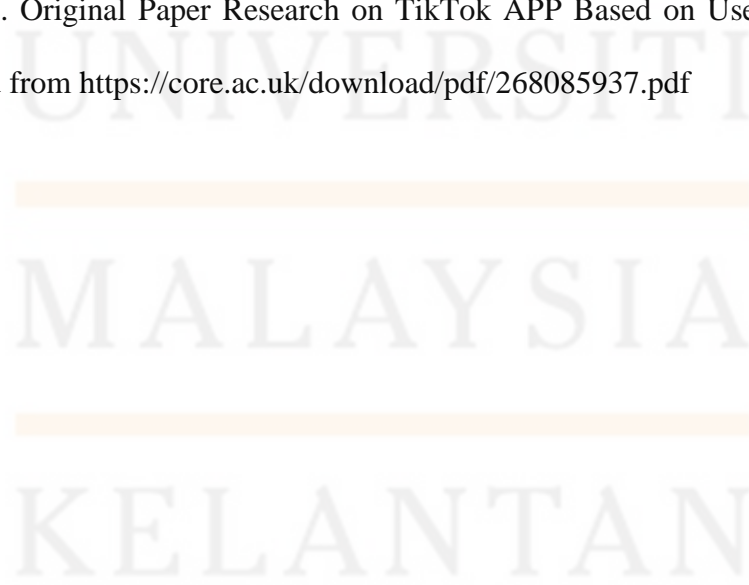 . Original Paper Research on TikTok APP Based on Use
from https://core.ac.uk/download/pdf/268085937.pdf
UNIVERSITI
MALAYSIA
KELANTAN